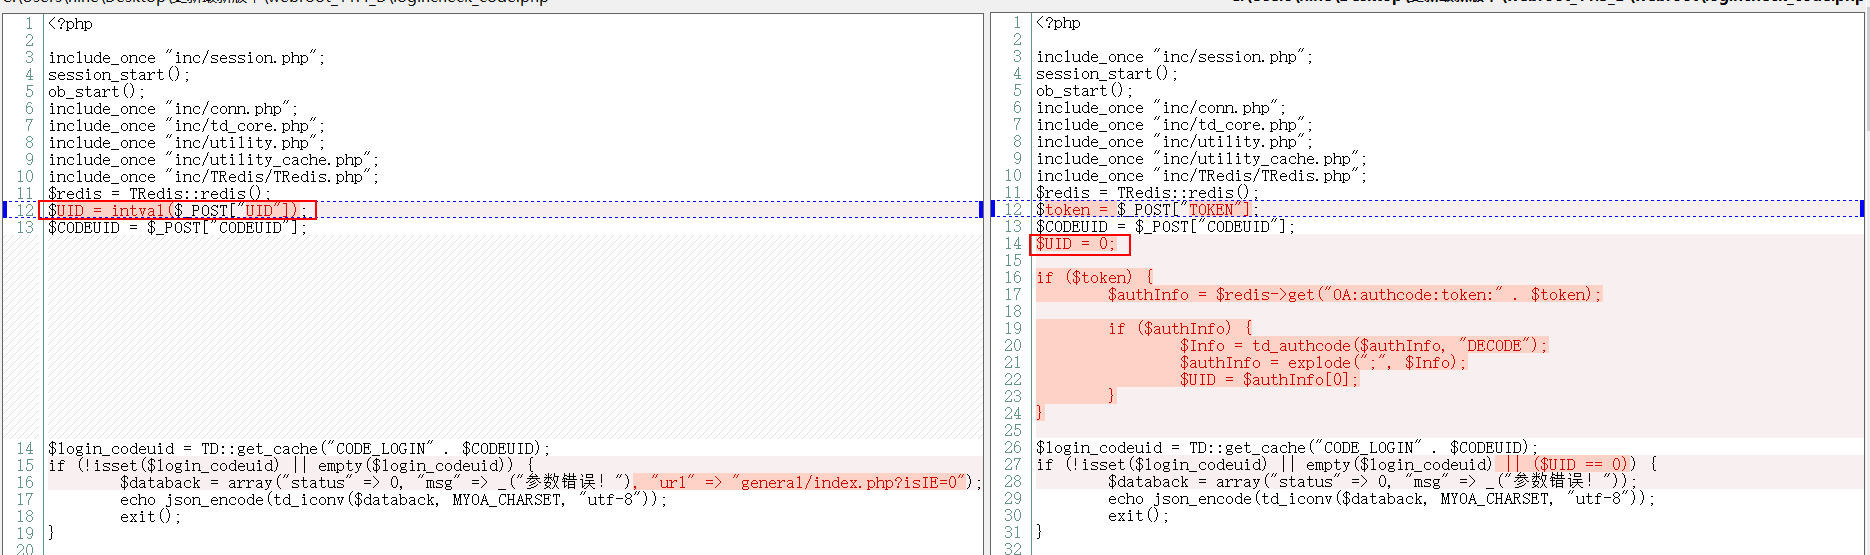 1 <?php
2
3 include_once "inc/session.php";
4 session_start();
5 ob_start();
6 include_once "inc/conn.php";
7 include_once "inc/td_core.php";
8 include_once "inc/utility.php";
9 include_once "inc/utility_cache.php";
10 include_once "inc/TRedis/TRedis.php";
11 $redis = TRedis::redis();
12 $UID = intval($_POST["UID"]);
13 $CODEUID = $_POST["CODEUID"];
14 $login_codeuid = TD::get_cache("CODE_LOGIN" . $CODEUID);
15 if (!isset($login_codeuid) || empty($login_codeuid)) {
16 $databack = array("status" => 0, "msg" => _("参数错误！"), "url" => "general/index.php?isIE=0");
17 echo json_encode(td_iconv($databack, MYOA_CHARSET, "utf-8"));
18 exit();
19 }
20
1 <?php
2
3 include_once "inc/session.php";
4 session_start();
5 ob_start();
6 include_once "inc/conn.php";
7 include_once "inc/td_core.php";
8 include_once "inc/utility.php";
9 include_once "inc/utility_cache.php";
10 include_once "inc/TRedis/TRedis.php";
11 $redis = TRedis::redis();
12 $token = $_POST["TOKEN"];
13 $CODEUID = $_POST["CODEUID"];
14 $UID = 0;
15
16 if ($token) {
17 $authInfo = $redis->get("OA:authcode:token:" . $token);
18
19 if ($authInfo) {
20 $Info = td_authcode($authInfo, "DECODE");
21 $authInfo = explode(";", $Info);
22 $UID = $authInfo[0];
23 }
24 }
25
26 $login_codeuid = TD::get_cache("CODE_LOGIN" . $CODEUID);
27 if (!isset($login_codeuid) || empty($login_codeuid) || ($UID == 0)) {
28 $databack = array("status" => 0, "msg" => _("参数错误！"));
29 echo json_encode(td_iconv($databack, MYOA_CHARSET, "utf-8"));
30 exit();
31 }
32